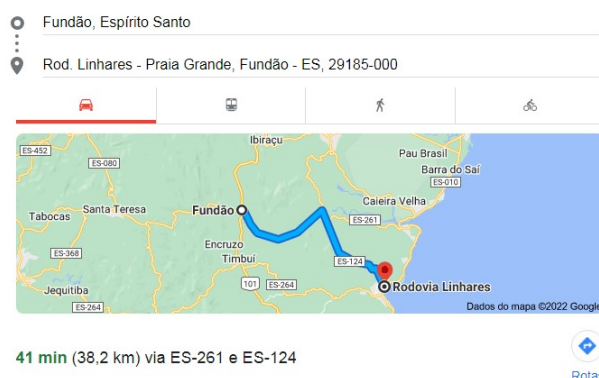 Fundão, Espírito Santo
Rod. Linhares - Praia Grande, Fundão - ES, 29185-000
Ibiraçu
ES-452
ES-080
Pau Brasil
Barra do Saí
ES-010
Caieira Velha
Santa Teresa
Fundão
Tabocas
ES-261
Encruzo
Timbuí
ES-368
ES-124
101
ES-264
Rodovia Linhares
Jequitiba
ES-264
Dados do mapa ©2022 Google
41 min (38,2 km) via ES-261 e ES-124
Rotas